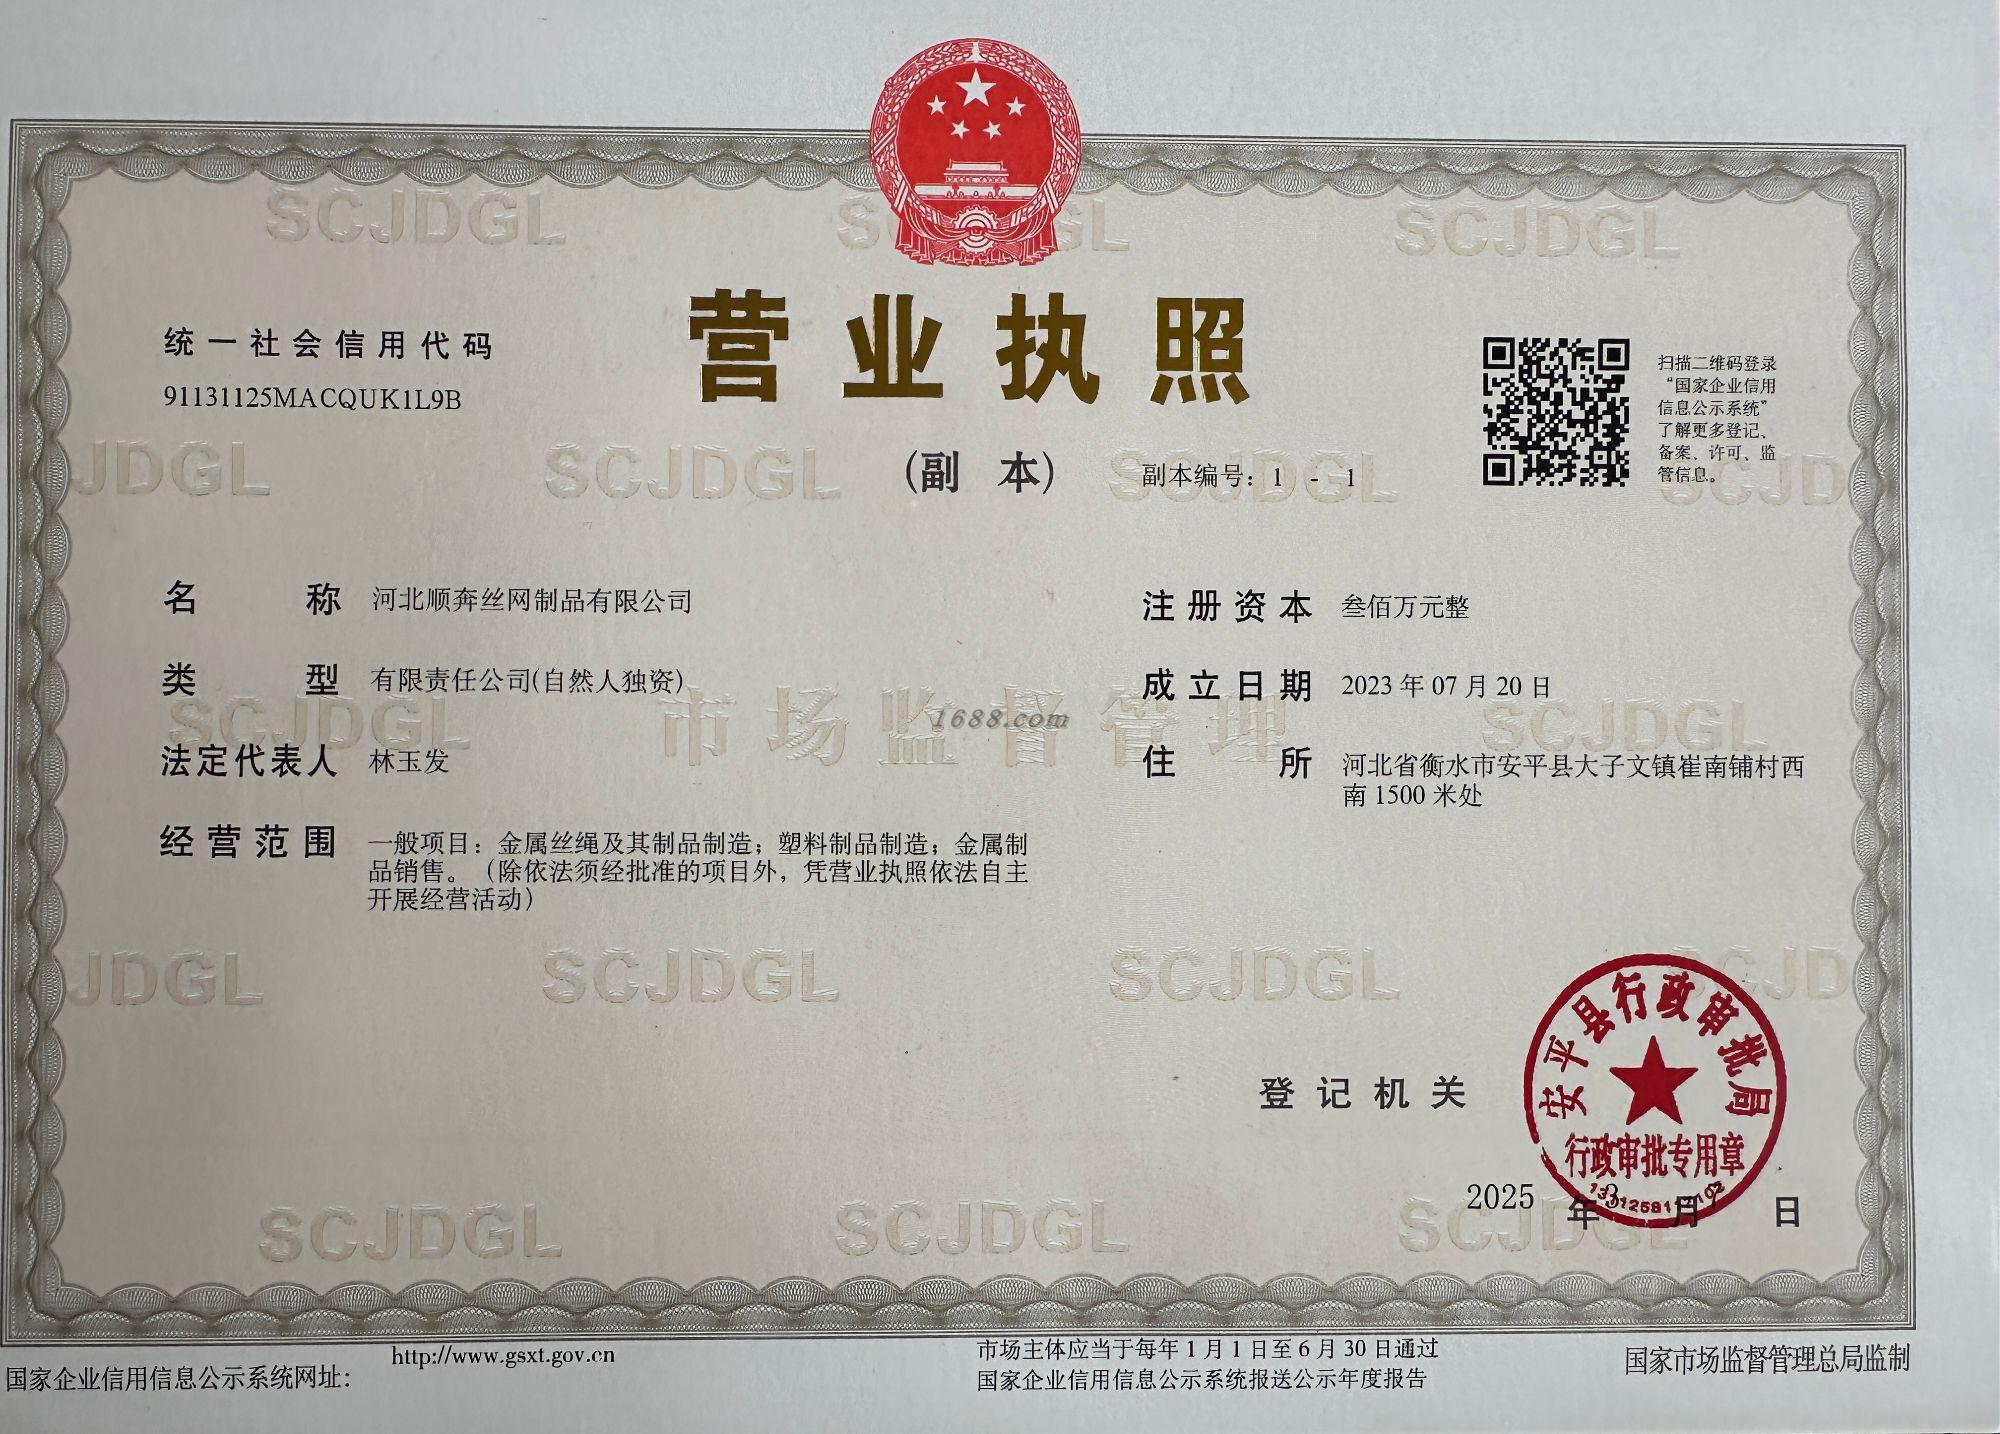 营业执照
(副 本)
副本编号：1 - 1
统一社会信用代码
91131125MACQUK1L9B
扫描二维码登录
“国家企业信用
信息公示系统”
了解更多登记、
备案、许可、监
管信息。
名 称 河北顺奔丝网制品有限公司
类 型 有限责任公司(自然人独资)
法定代表人 林玉发
经营范围 一般项目：金属丝绳及其制品制造；塑料制品制造；金属制
品销售。（除依法须经批准的项目外，凭营业执照依法自主
开展经营活动）
注册资本 叁佰万元整
成立日期 2023 年 07 月 20 日
住 所 河北省衡水市安平县大子文镇崔南铺村西
南 1500 米处
市场监督管理
1688.com
SCJDGL
登记机关
安平县行政审批局
行政审批专用章
2025 年 3 月 7 日
国家企业信用信息公示系统网址：
http://www.gsxt.gov.cn
市场主体应当于每年 1 月 1 日至 6 月 30 日通过
国家企业信用信息公示系统报送公示年度报告
国家市场监督管理总局监制